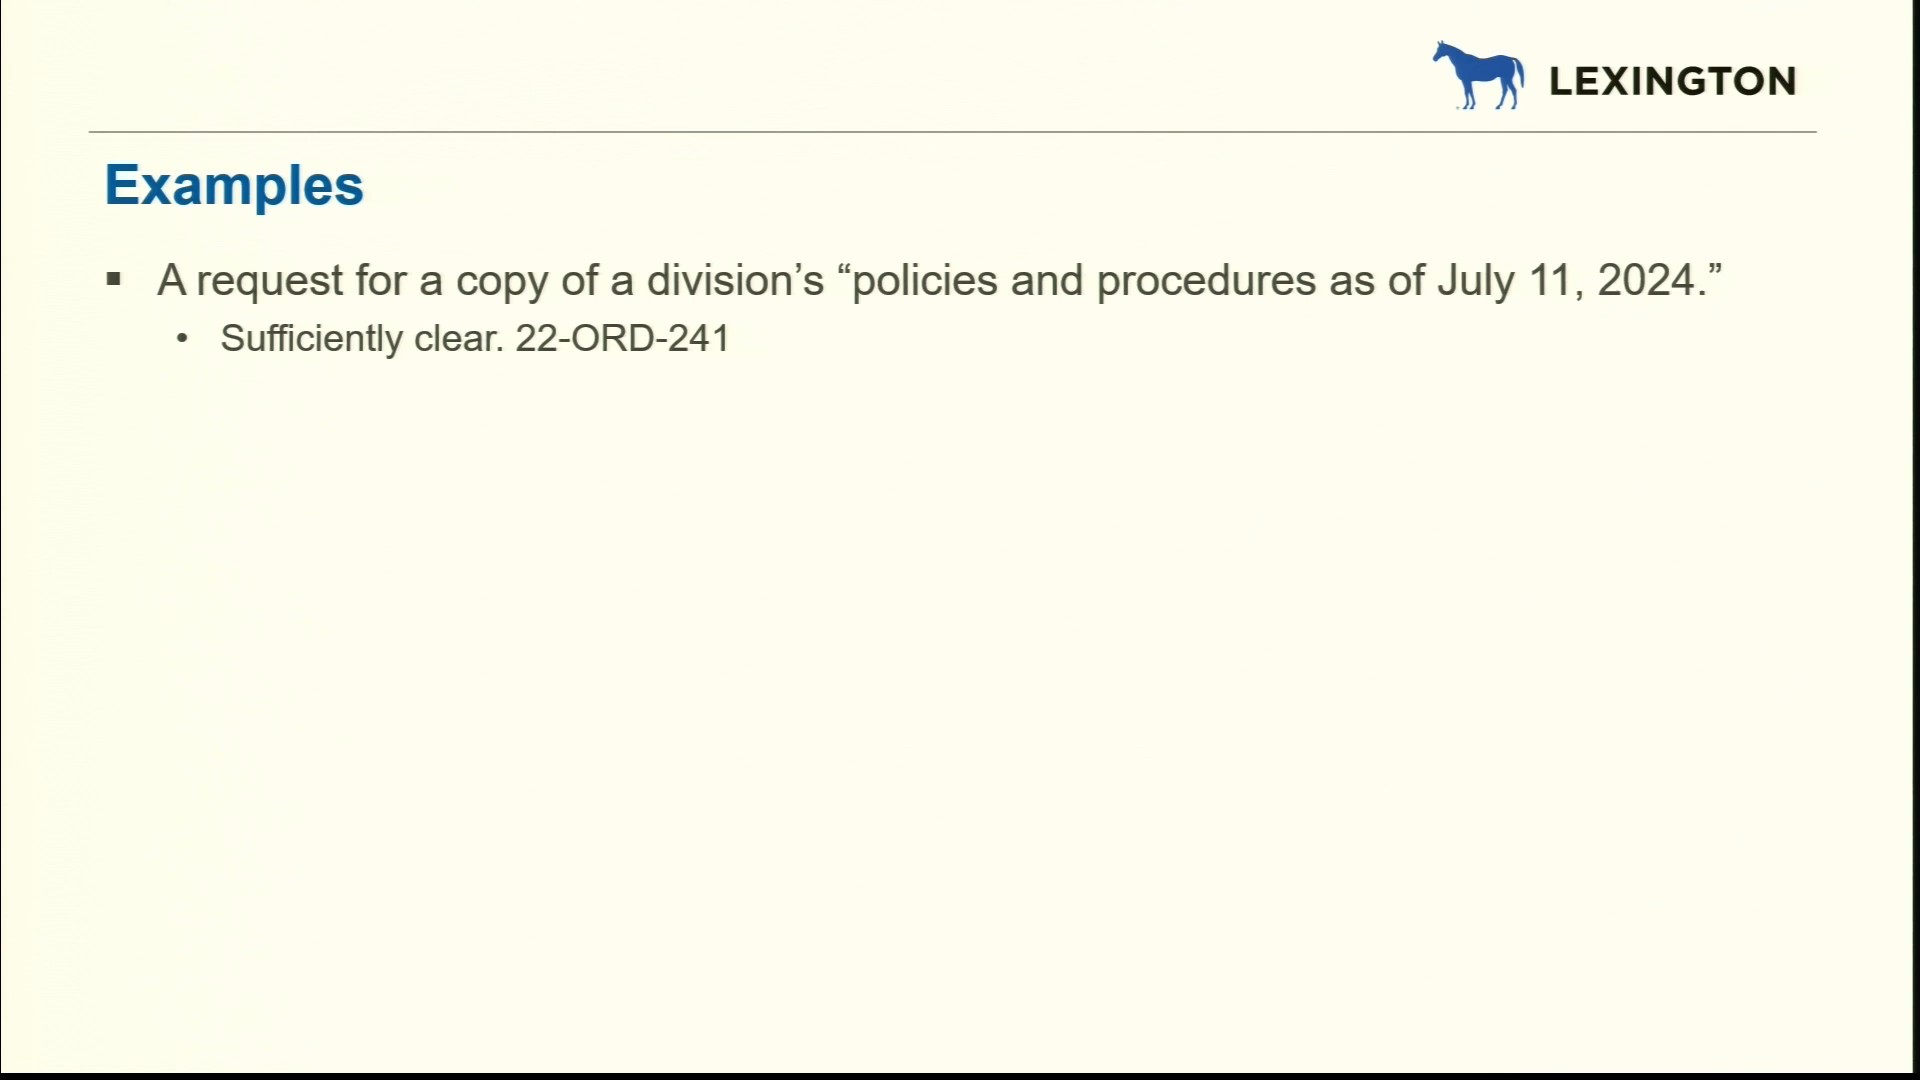 LEXINGTON
Examples
▪ A request for a copy of a division’s “policies and procedures as of July 11, 2024.”
• Sufficiently clear. 22-ORD-241